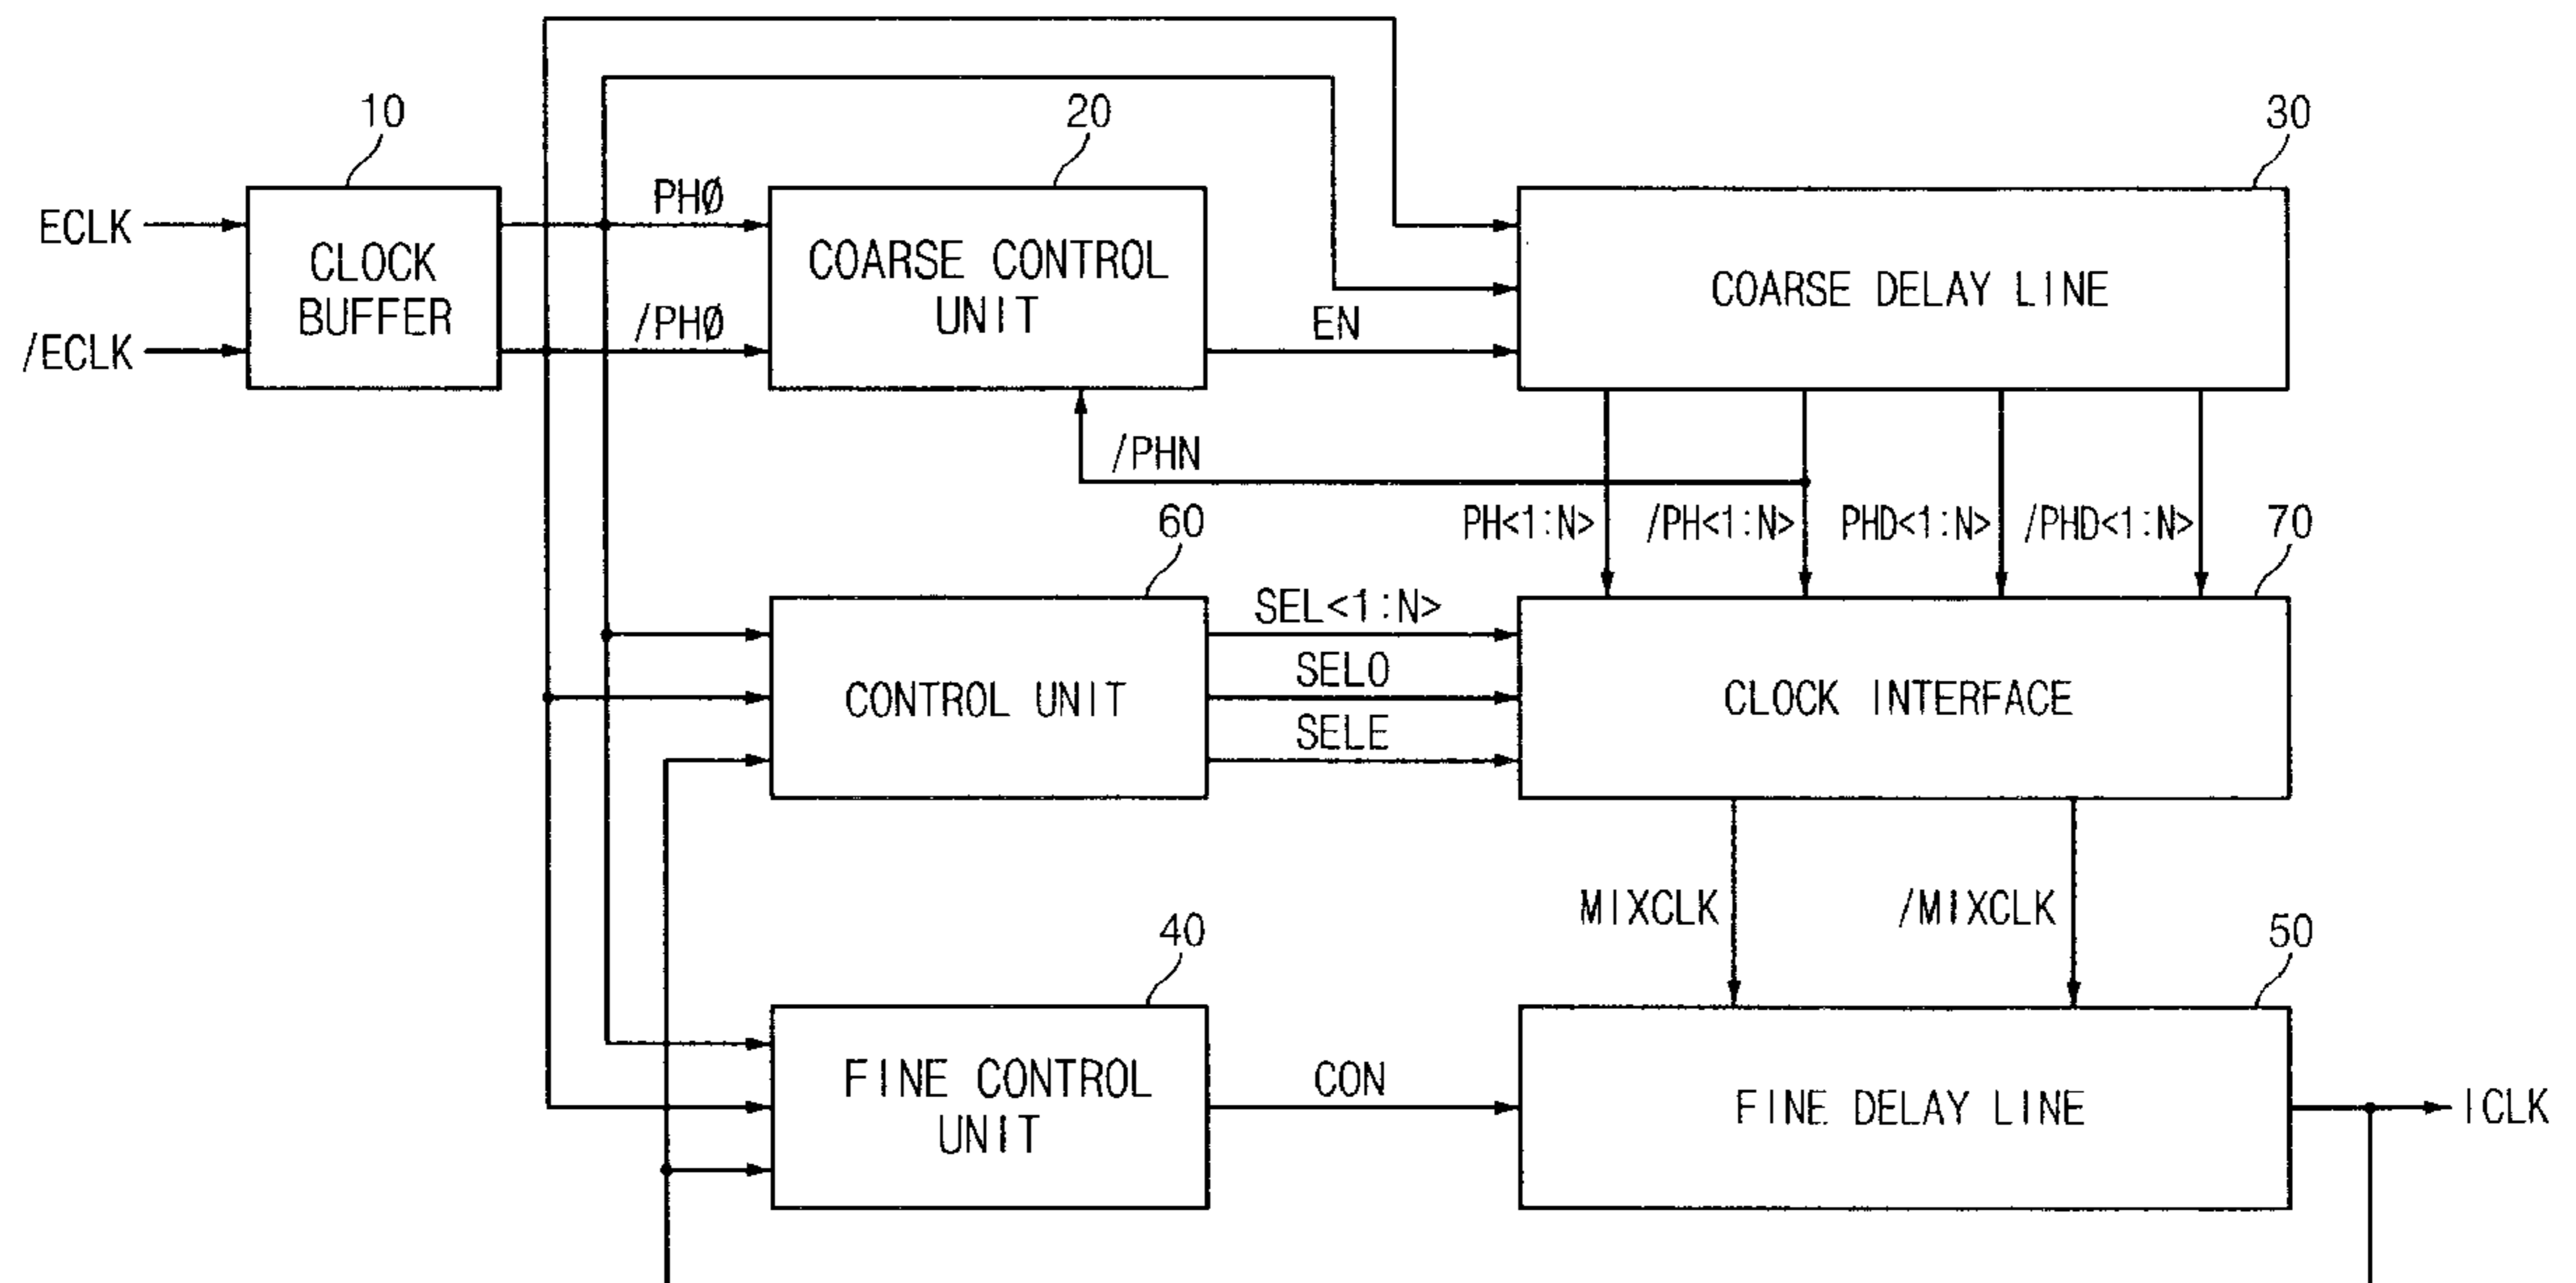 10
20
30
ECLK
/ECLK
CLOCK
BUFFER
PHØ
/PHØ
COARSE CONTROL
UNIT
EN
COARSE DELAY LINE
/PHN
PH<1:N>
/PH<1:N>
PHD<1:N>
/PHD<1:N>
60
70
CONTROL UNIT
SEL<1:N>
SELO
SELE
CLOCK INTERFACE
MIXCLK
/MIXCLK
40
50
FINE CONTROL
UNIT
CON
FINE DELAY LINE
ICLK